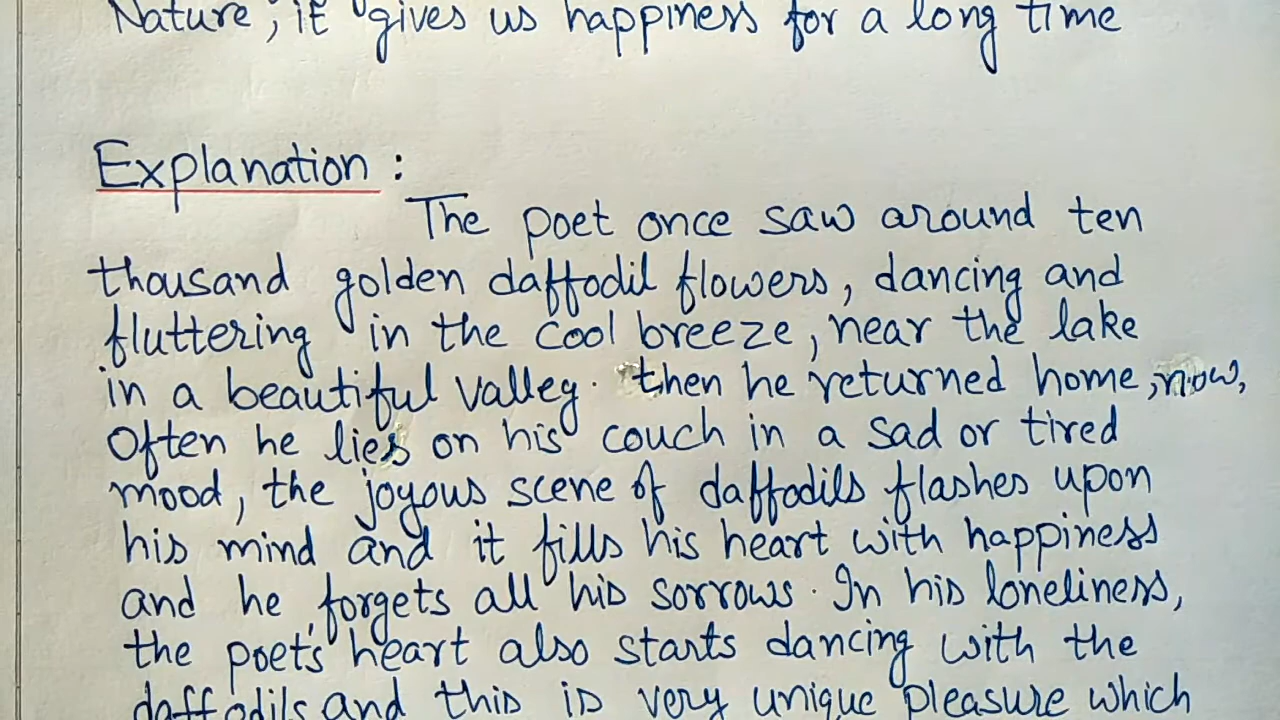 Nature, it gives us happiness for a long time
Explanation :
The poet once saw around ten
thousand golden daffodil flowers, dancing and
fluttering in the cool breeze, near the lake
in a beautiful valley. then he returned home, now,
Often he lies on his couch in a sad or tired
mood, the joyous scene of daffodils flashes upon
his mind and it fills his heart with happiness
and he forgets all his sorrows. In his loneliness,
the poets' heart also starts dancing with the
daffodils and this is very unique pleasure which